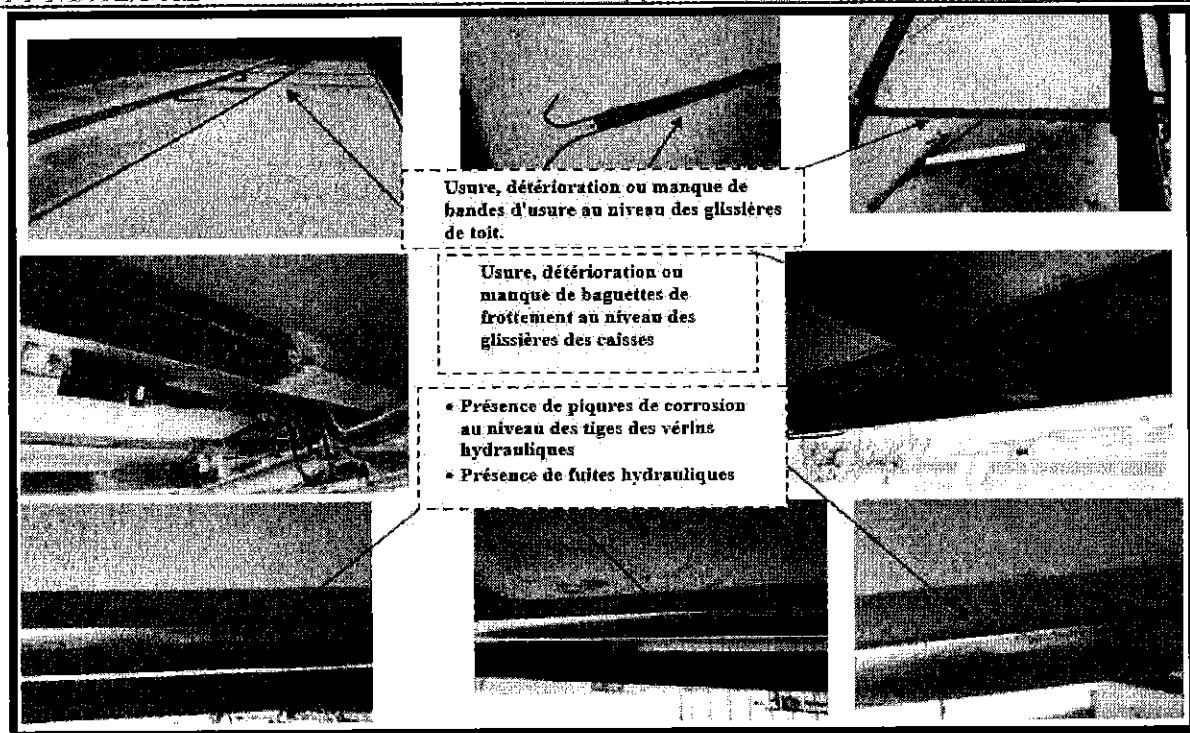 Usure, détérioration ou manque de
bandes d'usure au niveau des glissières
de toit.
Usure, détérioration ou
manque de baguettes de
frottement au niveau des
glissières des caisses
• Présence de piqures de corrosion
au niveau des tiges des vérins
hydrauliques
• Présence de fuites hydrauliques